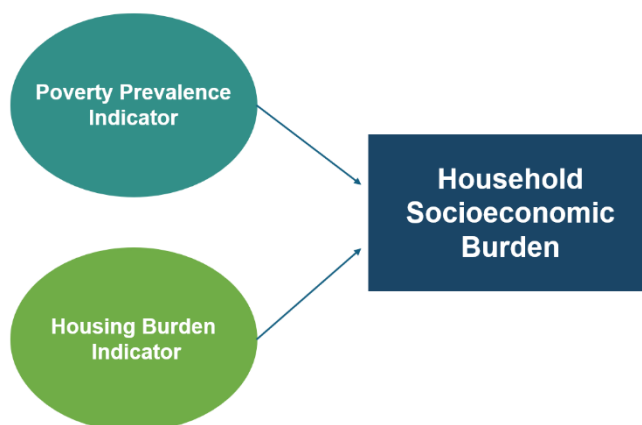 Poverty Prevalence
Indicator
Household
Socioeconomic
Burden
Housing Burden
Indicator